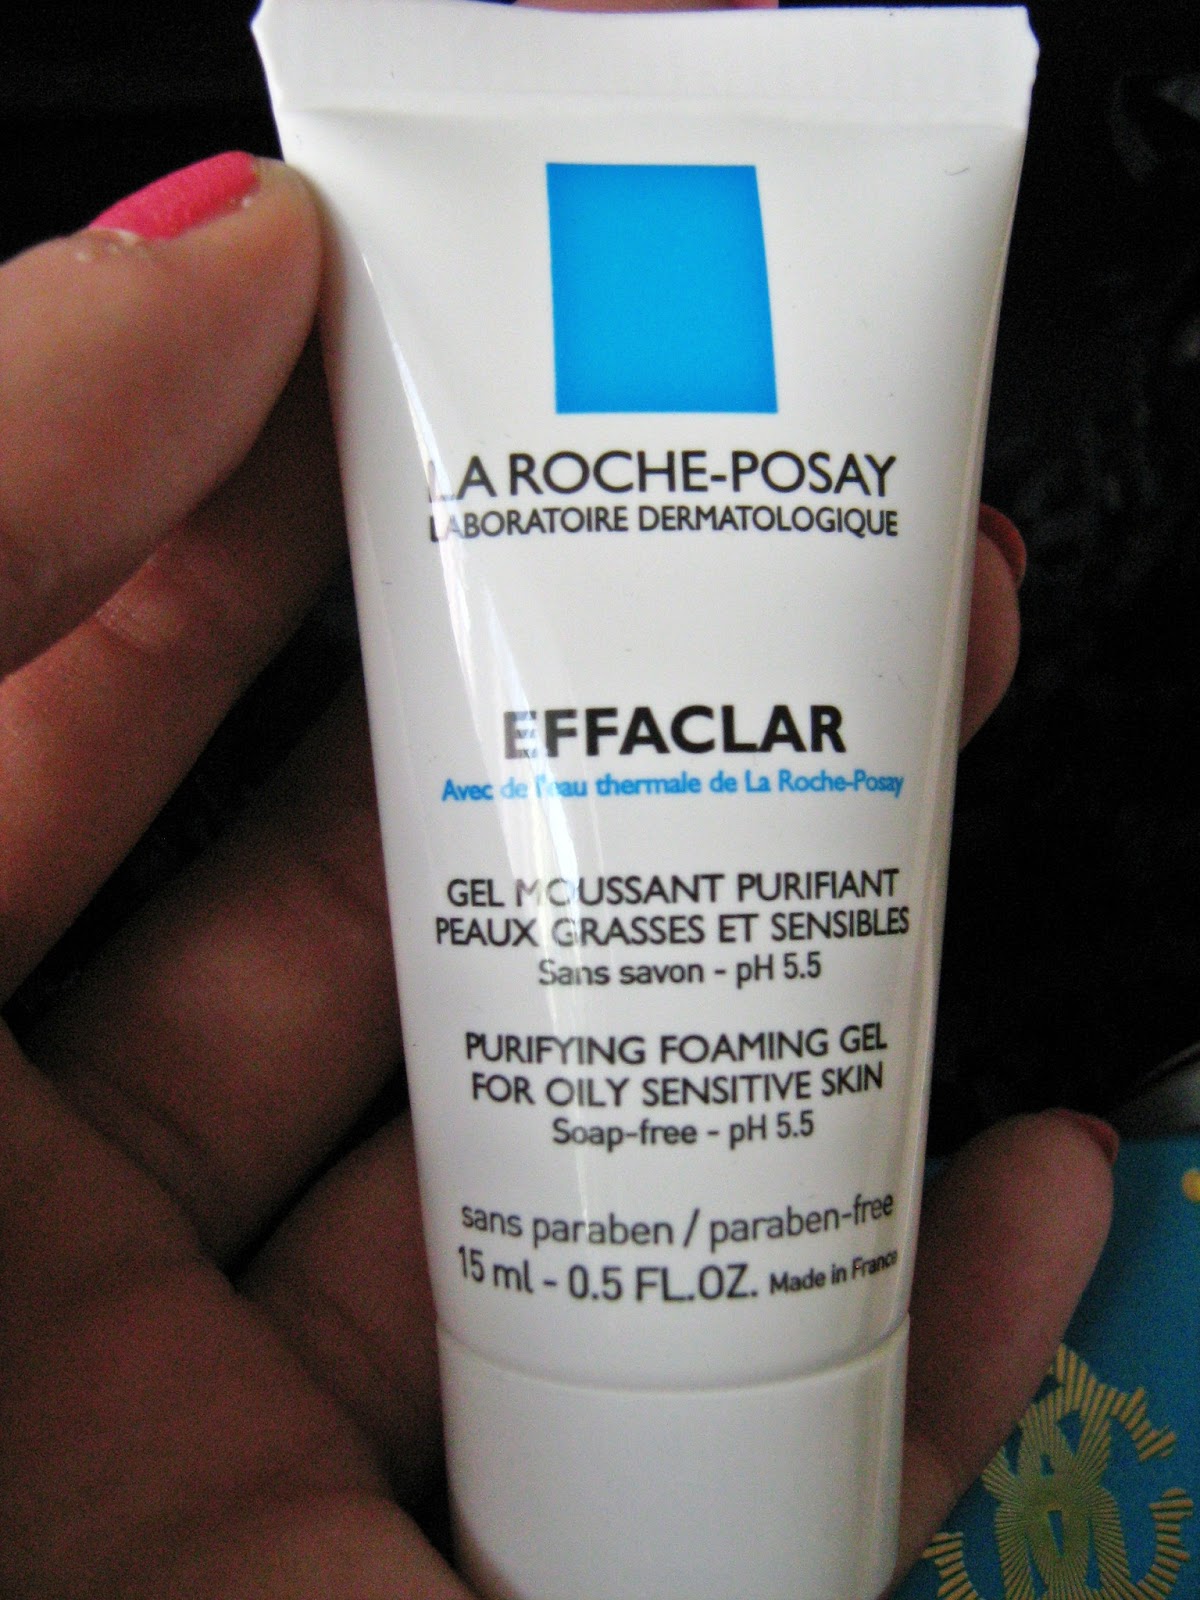 LA ROCHE-POSAY
LABORATOIRE DERMATOLOGIQUE
EFFACLAR
Avec de l'eau thermale de La Roche-Posay
GEL MOUSSANT PURIFIANT
PEAUX GRASSES ET SENSIBLES
Sans savon - pH 5.5
PURIFYING FOAMING GEL
FOR OILY SENSITIVE SKIN
Soap-free - pH 5.5
sans paraben / paraben-free
15 ml - 0.5 FL.OZ. Made in France